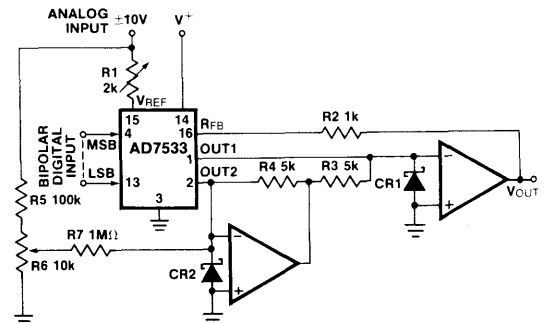 ANALOG
INPUT
±10V
V+
R1
2k
VREF
15
14
4
16
RFB
R2 1k
BIPOLAR
DIGITAL
INPUT
MSB
AD7533
1
OUT1
LSB
13
2
OUT2
R4 5k
R3 5k
3
CR1
−
+
VOUT
R5 100k
R7 1MΩ
R6 10k
CR2
−
+